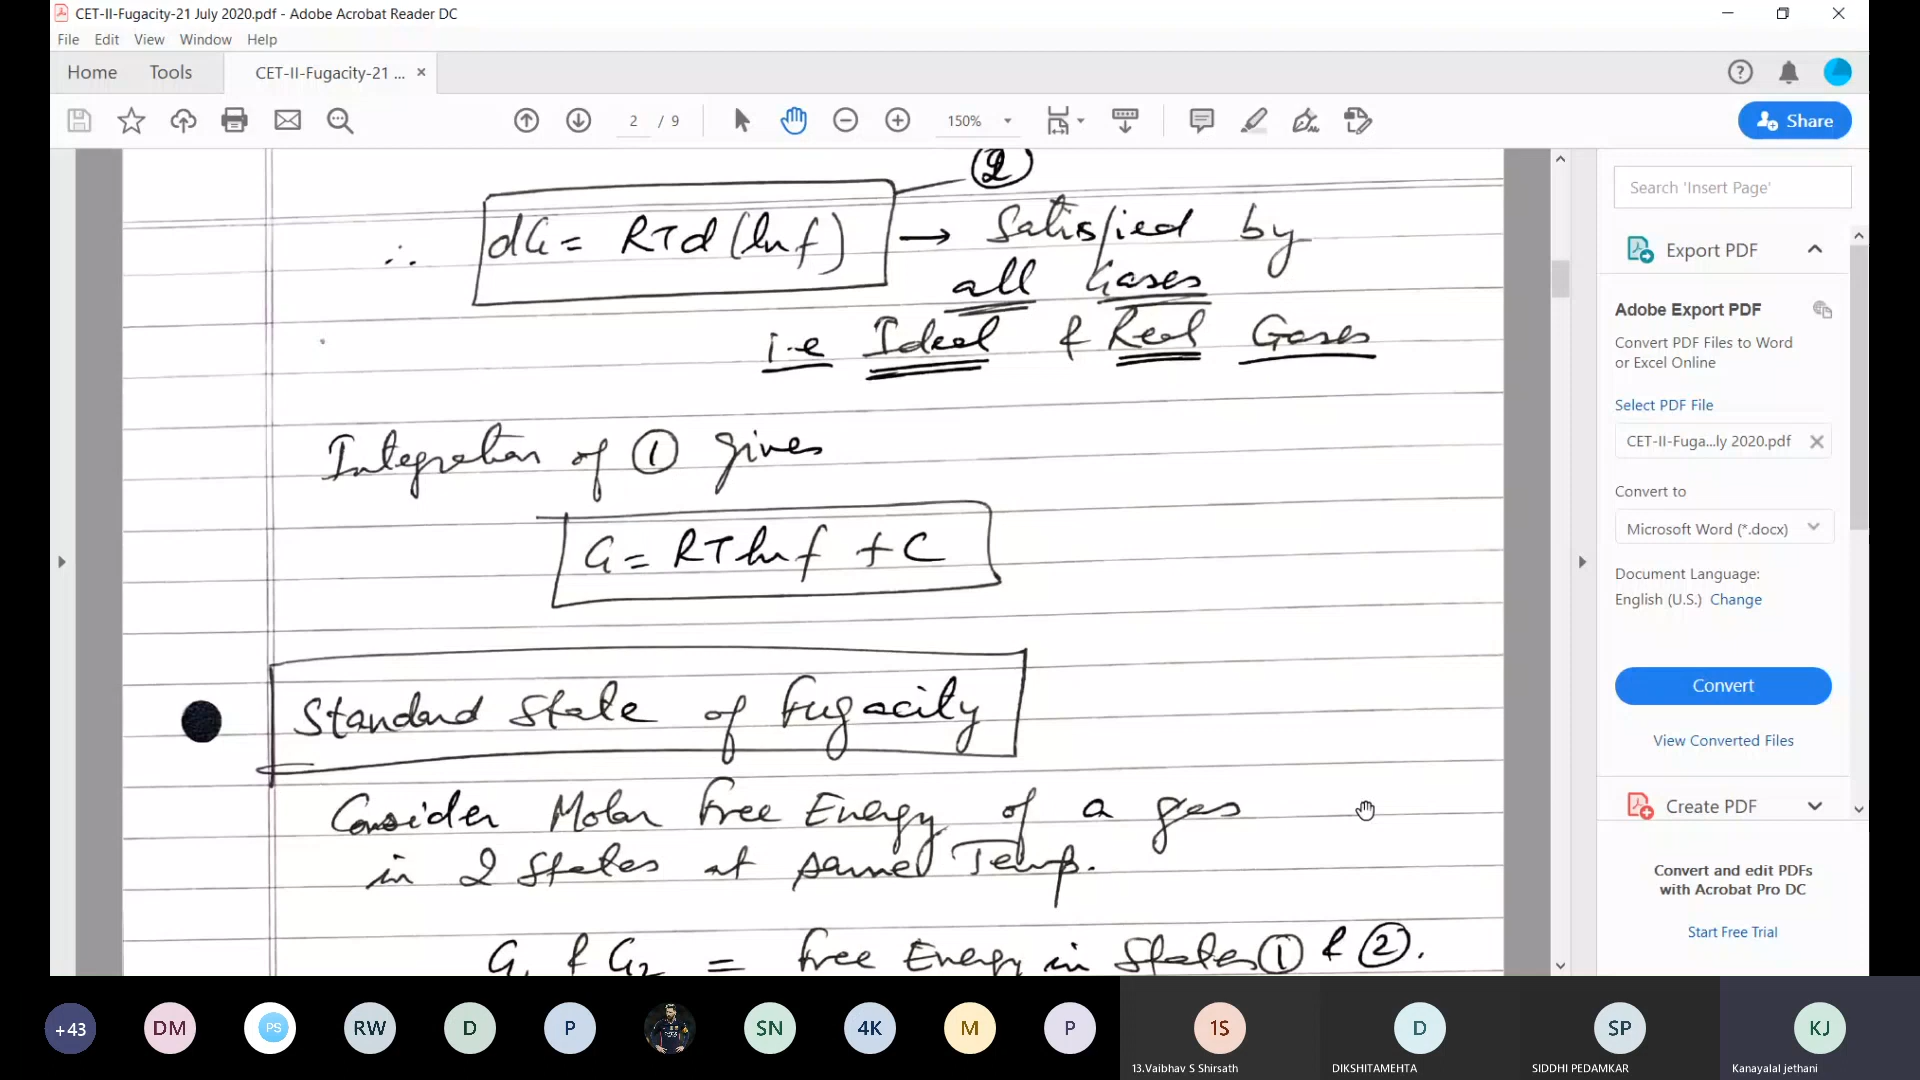 CET-II-Fugacity-21 July 2020.pdf - Adobe Acrobat Reader DC
File Edit View Window Help
Home Tools CET-II-Fugacity-21 ... ×
2 / 9 150% Share
②
∴ dG = RTd(ln f) → Satisfied by
all Gases
i.e Ideal & Real Gases
Integration of ① gives
G = RT ln f + C
Standard State of Fugacity
Consider Molar Free Energy of a gas
in 2 States at same Temp.
G1 & G2 = Free Energy in States ① & ②.
Search 'Insert Page'
Export PDF
Adobe Export PDF
Convert PDF Files to Word
or Excel Online
Select PDF File
CET-II-Fuga...ly 2020.pdf
Convert to
Microsoft Word (*.docx)
Document Language:
English (U.S.) Change
Convert
View Converted Files
Create PDF
Convert and edit PDFs
with Acrobat Pro DC
Start Free Trial
+43 DM PS RW D P SN 4K M P 1S D SP KJ
13.Vaibhav S Shirsath DIKSHITAMEHTA SIDDHI PEDAMKAR Kanayalal jethani